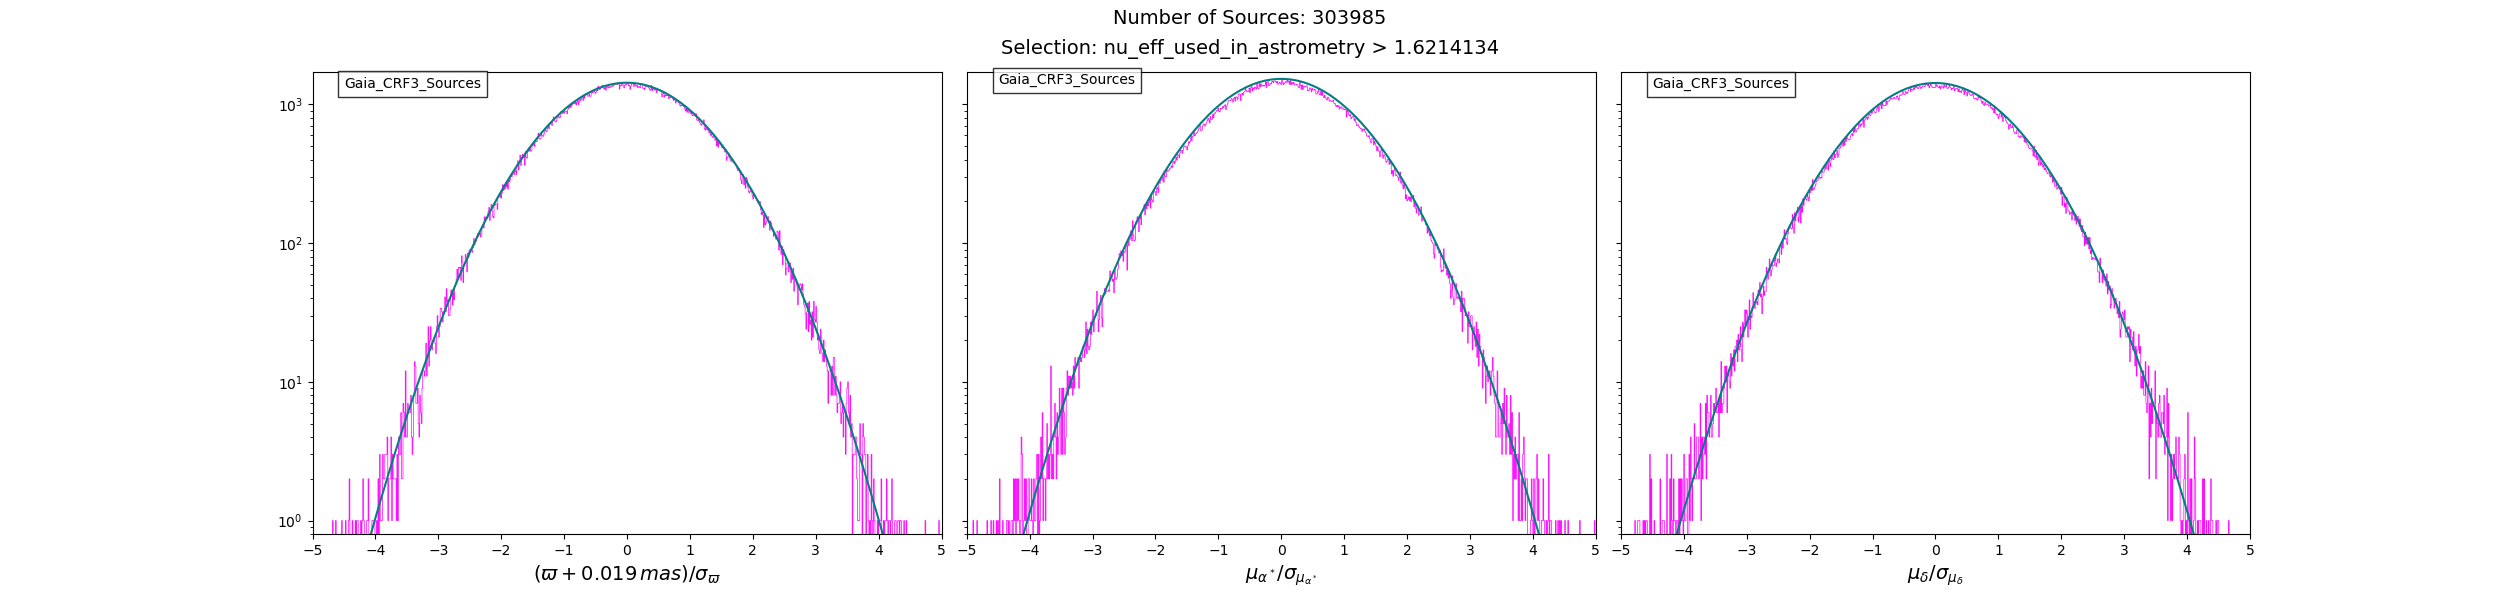 Number of Sources: 303985
Selection: nu_eff_used_in_astrometry > 1.6214134
Gaia_CRF3_Sources
Gaia_CRF3_Sources
Gaia_CRF3_Sources
10³
10²
10¹
10⁰
−5 −4 −3 −2 −1 0 1 2 3 4 5
−5 −4 −3 −2 −1 0 1 2 3 4 5
−5 −4 −3 −2 −1 0 1 2 3 4 5
(ϖ + 0.019 mas)/σ_ϖ
μ_α*/σ_μ_α*
μ_δ/σ_μ_δ